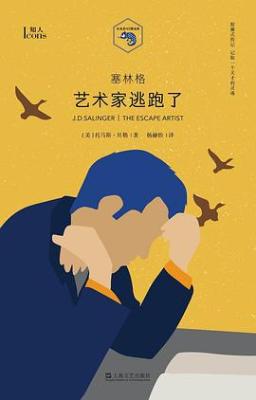 知人
Icons
塞林格
艺术家逃跑了
J.D.SALINGER | THE ESCAPE ARTIST
（美）托马斯·贝勒 著
杨赫怡 译
上海文艺出版社